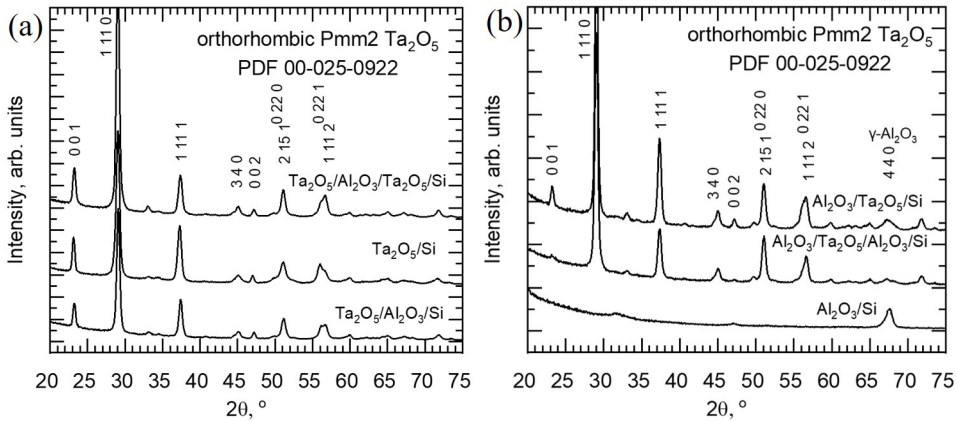 (a)
orthorhombic Pmm2 Ta₂O₅
PDF 00-025-0922
Intensity, arb. units
0 0 1
1 11 0
1 11 1
3 4 0
0 0 2
2 15 1
0 22 0
0 22 1
1 11 2
Ta₂O₅/Al₂O₃/Ta₂O₅/Si
Ta₂O₅/Si
Ta₂O₅/Al₂O₃/Si
20 25 30 35 40 45 50 55 60 65 70 75
2θ, °
(b)
orthorhombic Pmm2 Ta₂O₅
PDF 00-025-0922
Intensity, arb. units
0 0 1
1 11 0
1 11 1
3 4 0
0 0 2
2 15 1
0 22 0
1 11 2
0 22 1
γ-Al₂O₃
4 4 0
Al₂O₃/Ta₂O₅/Si
Al₂O₃/Ta₂O₅/Al₂O₃/Si
Al₂O₃/Si
20 25 30 35 40 45 50 55 60 65 70 75
2θ, °